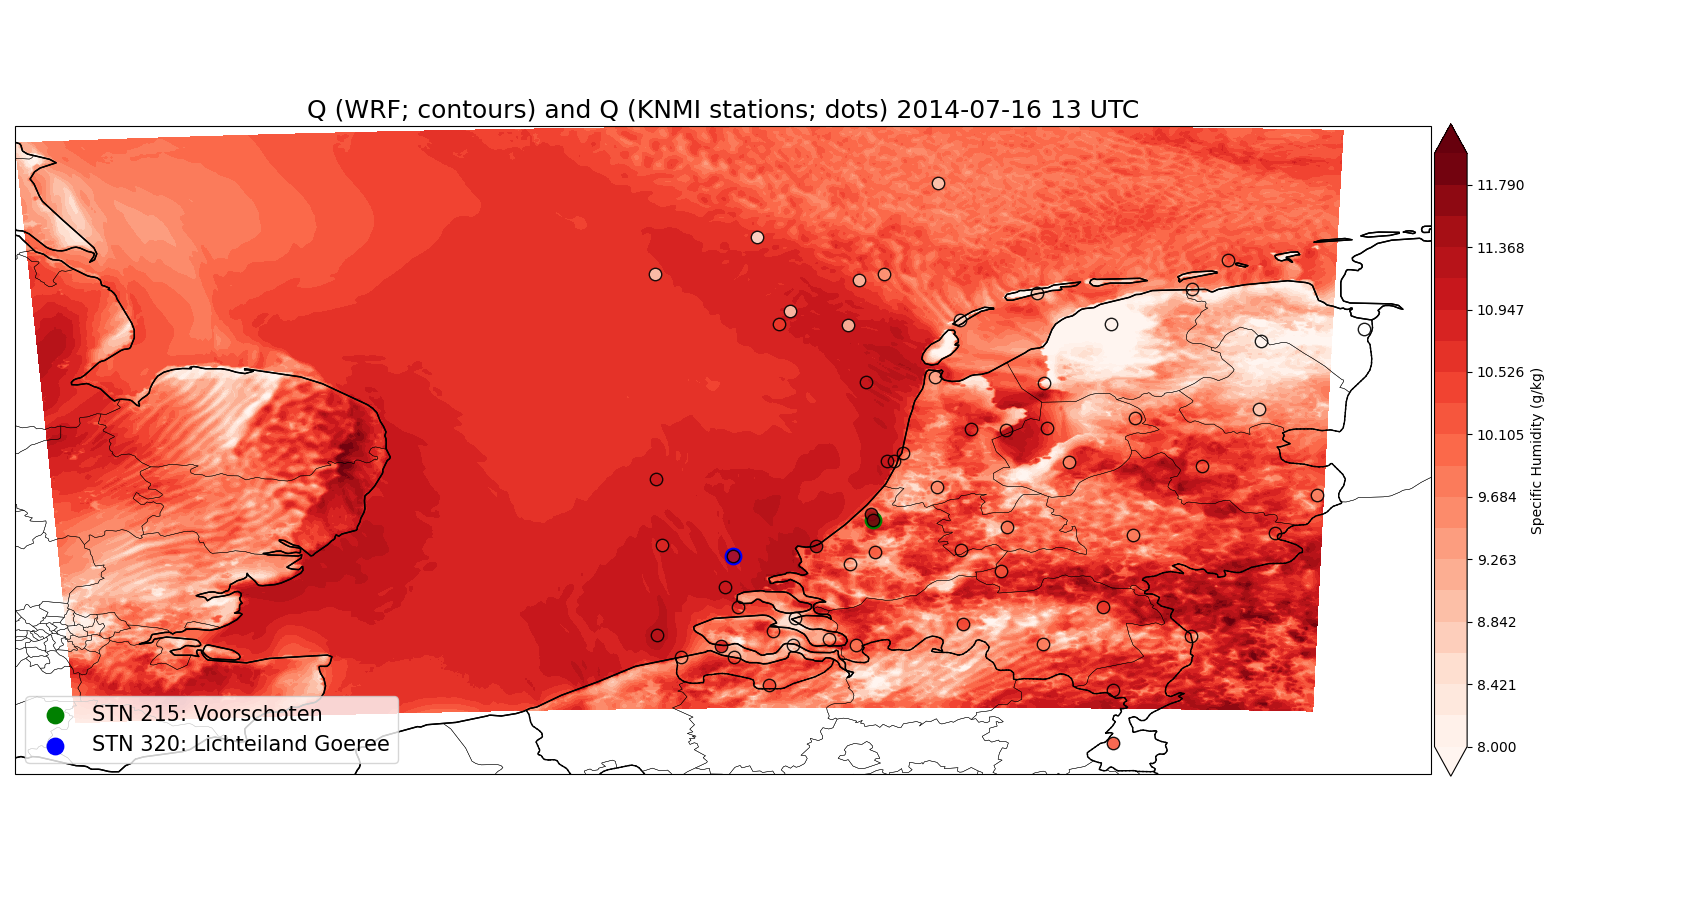 Q (WRF; contours) and Q (KNMI stations; dots) 2014-07-16 13 UTC
11.790
11.368
10.947
10.526
10.105
9.684
9.263
8.842
8.421
8.000
Specific Humidity (g/kg)
STN 215: Voorschoten
STN 320: Lichteiland Goeree